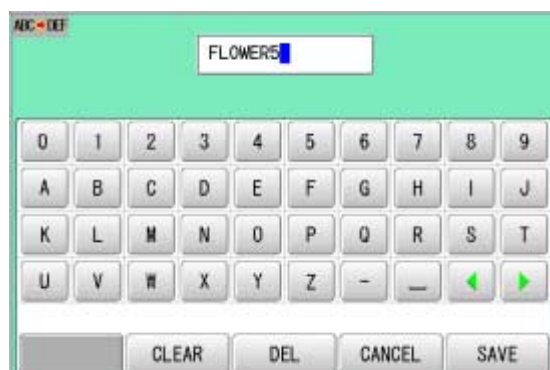 ABC➡DEF
FLOWER5
0 1 2 3 4 5 6 7 8 9
A B C D E F G H I J
K L M N O P Q R S T
U V W X Y Z - _
CLEAR DEL CANCEL SAVE